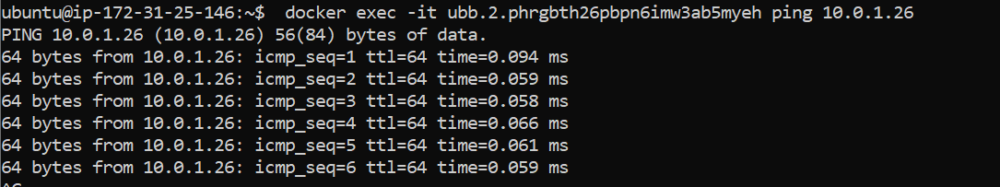 ubuntu@ip-172-31-25-146:~$  docker exec -it ubb.2.phrgbth26pbpn6imw3ab5myeh ping 10.0.1.26
PING 10.0.1.26 (10.0.1.26) 56(84) bytes of data.
64 bytes from 10.0.1.26: icmp_seq=1 ttl=64 time=0.094 ms
64 bytes from 10.0.1.26: icmp_seq=2 ttl=64 time=0.059 ms
64 bytes from 10.0.1.26: icmp_seq=3 ttl=64 time=0.058 ms
64 bytes from 10.0.1.26: icmp_seq=4 ttl=64 time=0.066 ms
64 bytes from 10.0.1.26: icmp_seq=5 ttl=64 time=0.061 ms
64 bytes from 10.0.1.26: icmp_seq=6 ttl=64 time=0.059 ms